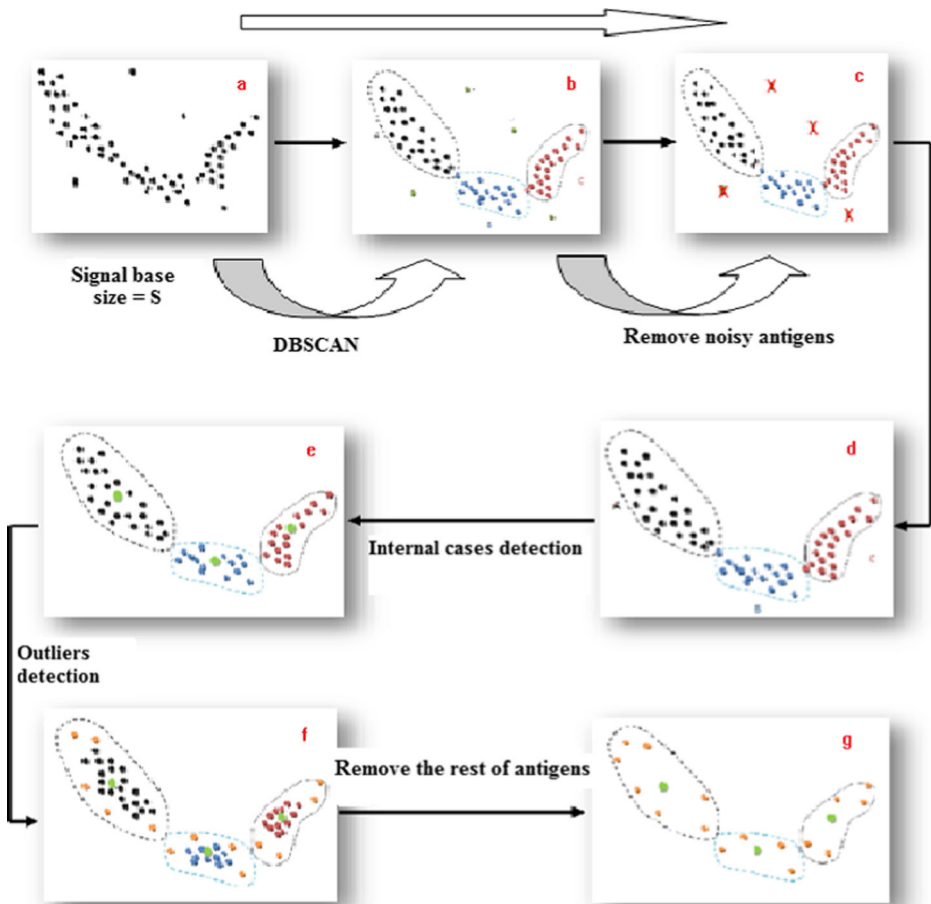 a
b
c
Signal base
size = S
DBSCAN
Remove noisy antigens
e
d
Internal cases detection
Outliers
detection
f
g
Remove the rest of antigens